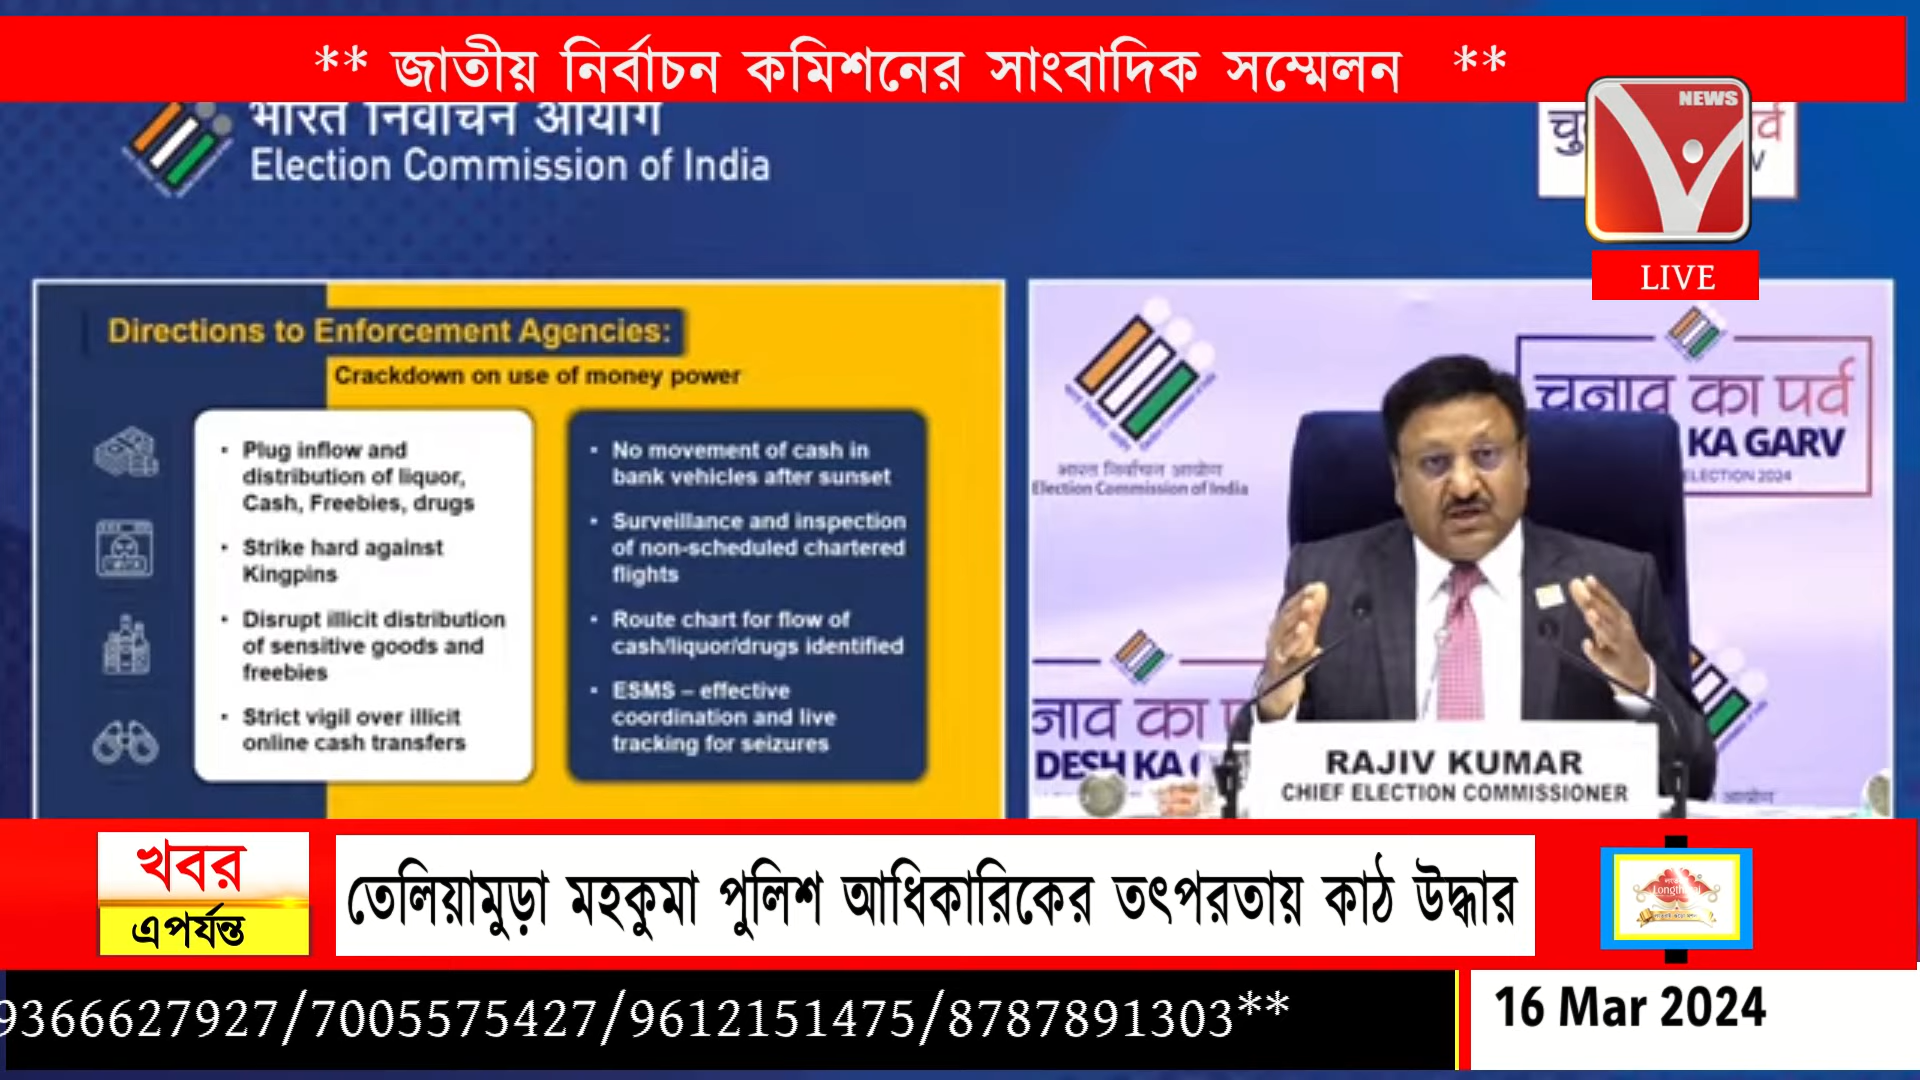 ** জাতীয় নির্বাচন কমিশনের সাংবাদিক সম্মেলন **
भारत निर्वाचन आयोग
Election Commission of India
NEWS
LIVE
Directions to Enforcement Agencies:
Crackdown on use of money power
• Plug inflow and
distribution of liquor,
Cash, Freebies, drugs
• Strike hard against
Kingpins
• Disrupt illicit distribution
of sensitive goods and
freebies
• Strict vigil over illicit
online cash transfers
• No movement of cash in
bank vehicles after sunset
• Surveillance and inspection
of non-scheduled chartered
flights
• Route chart for flow of
cash/liquor/drugs identified
• ESMS – effective
coordination and live
tracking for seizures
भारत निर्वाचन आयोग
Election Commission of India
चुनाव का पर्व
KA GARV
ELECTION 2024
का
DESH KA
RAJIV KUMAR
CHIEF ELECTION COMMISSIONER
आयोग
খবর
এপর্যন্ত
তেলিয়ামুড়া মহকুমা পুলিশ আধিকারিকের তৎপরতায় কাঠ উদ্ধার
9366627927/7005575427/9612151475/8787891303**
16 Mar 2024